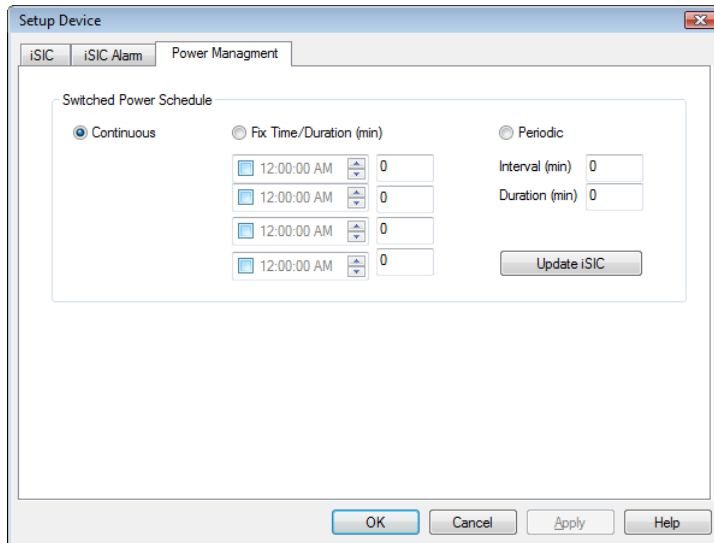 Setup Device
iSIC iSIC Alarm Power Managment
Switched Power Schedule
Continuous Fix Time/Duration (min) Periodic
12:00:00 AM 0 Interval (min) 0
12:00:00 AM 0 Duration (min) 0
12:00:00 AM 0
12:00:00 AM 0 Update iSIC
OK Cancel Apply Help